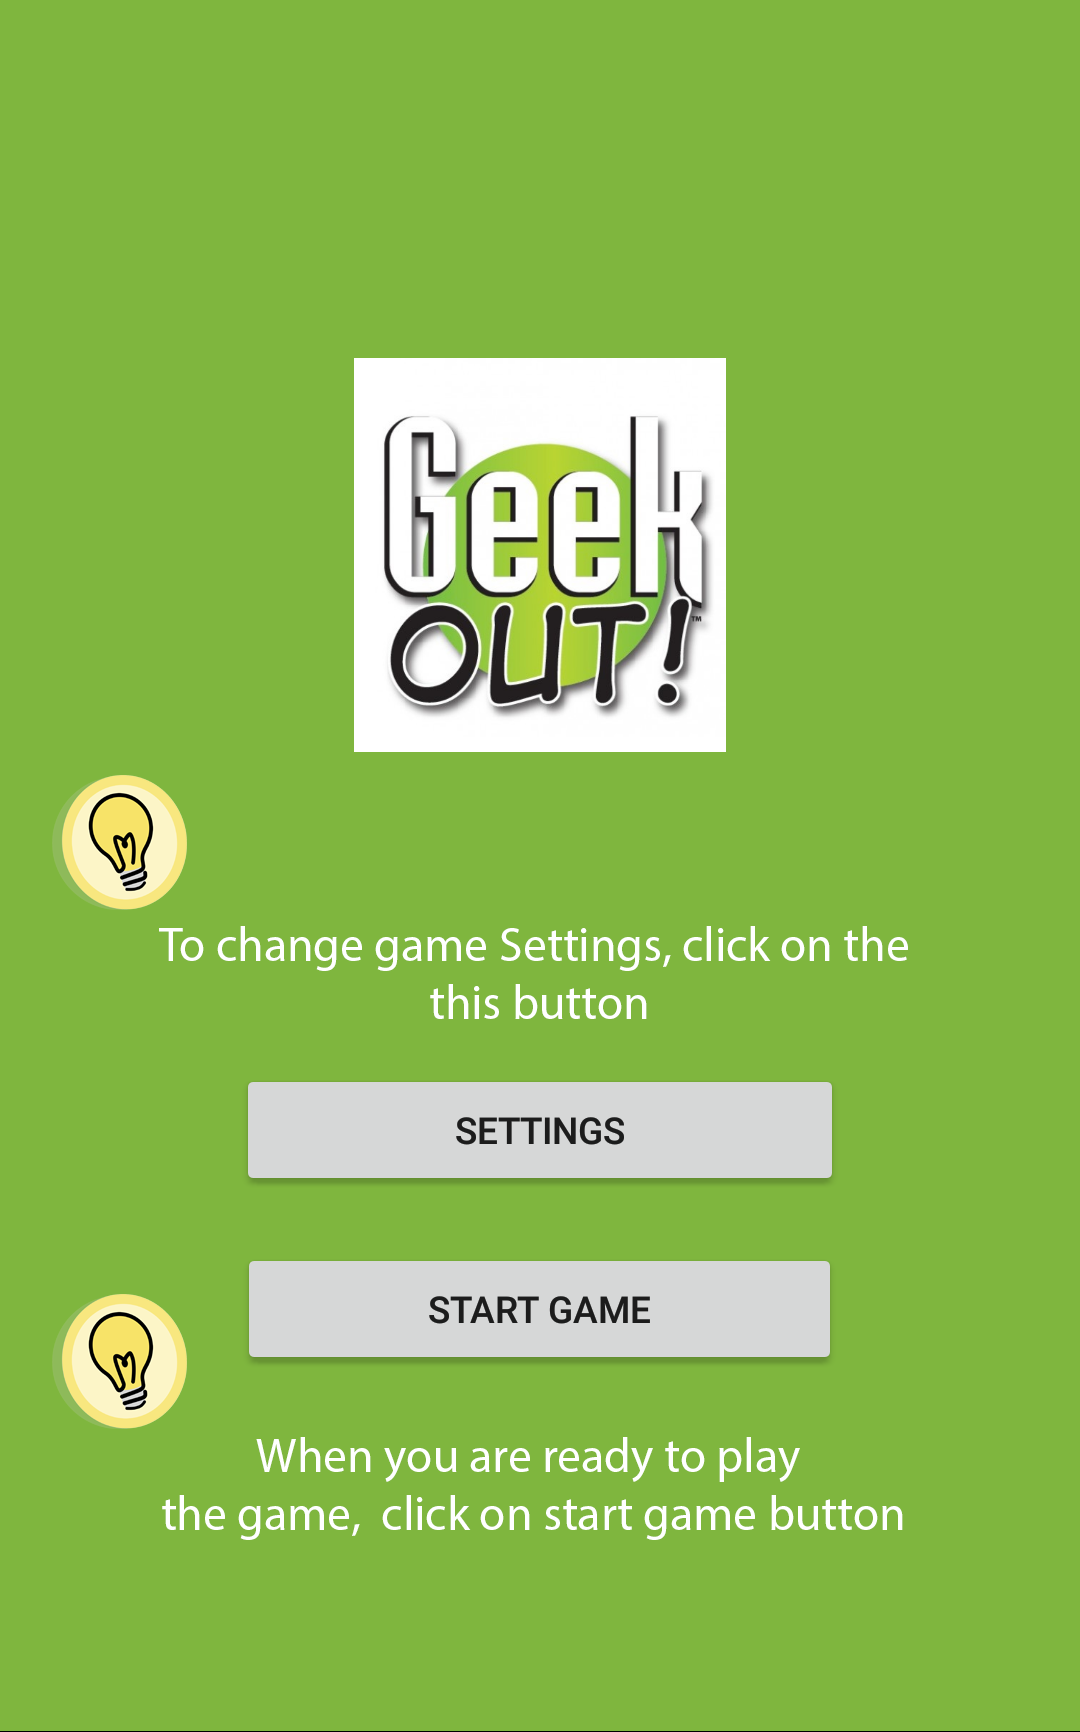 Geek
OUT!™
To change game Settings, click on the
this button
SETTINGS
START GAME
When you are ready to play
the game,  click on start game button